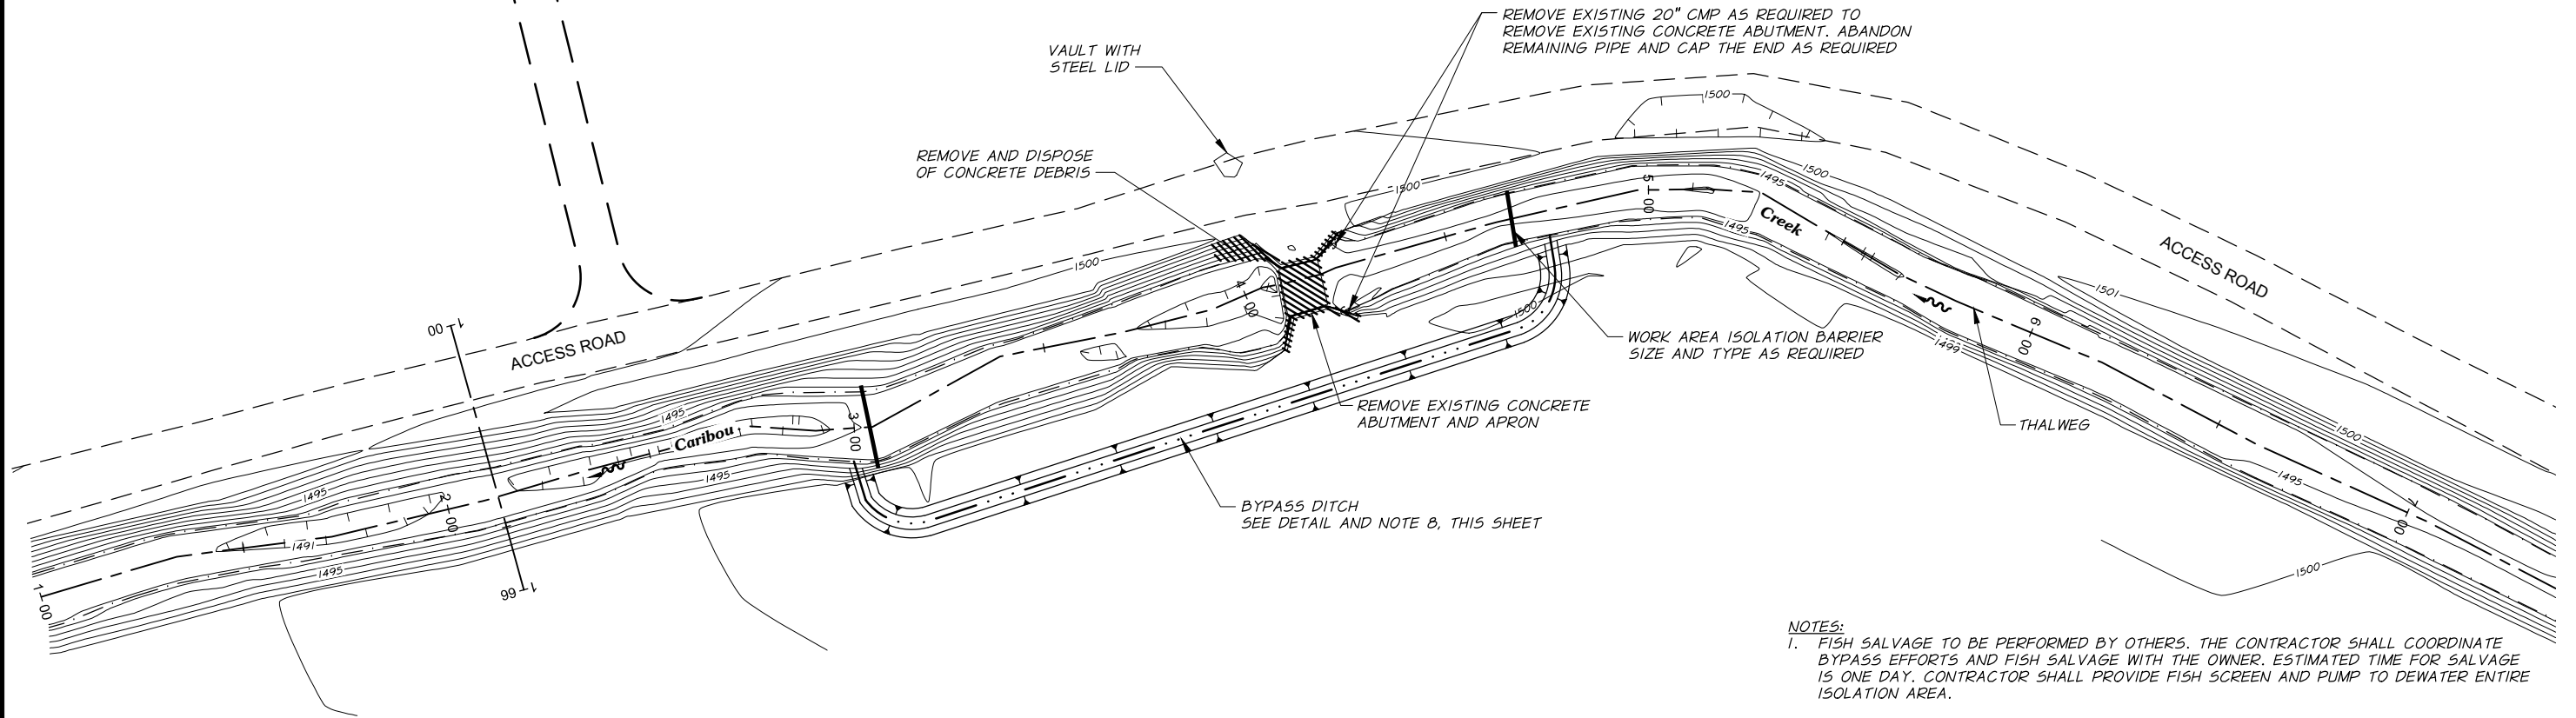 REMOVE EXISTING 20" CMP AS REQUIRED TO
REMOVE EXISTING CONCRETE ABUTMENT. ABANDON
REMAINING PIPE AND CAP THE END AS REQUIRED
VAULT WITH
STEEL LID
REMOVE AND DISPOSE
OF CONCRETE DEBRIS
1500
1500
1500
1495
1500
5+00
Creek
1495
ACCESS ROAD
1501
4+00
1500
6+00
1499
WORK AREA ISOLATION BARRIER
SIZE AND TYPE AS REQUIRED
1+00
ACCESS ROAD
REMOVE EXISTING CONCRETE
ABUTMENT AND APRON
THALWEG
1495
Caribou
3+00
1500
1495
1495
1495
2+00
7+00
BYPASS DITCH
SEE DETAIL AND NOTE 8, THIS SHEET
1491
1495
1+00
1+66
1500
NOTES:
1. FISH SALVAGE TO BE PERFORMED BY OTHERS. THE CONTRACTOR SHALL COORDINATE
BYPASS EFFORTS AND FISH SALVAGE WITH THE OWNER. ESTIMATED TIME FOR SALVAGE
IS ONE DAY. CONTRACTOR SHALL PROVIDE FISH SCREEN AND PUMP TO DEWATER ENTIRE
ISOLATION AREA.